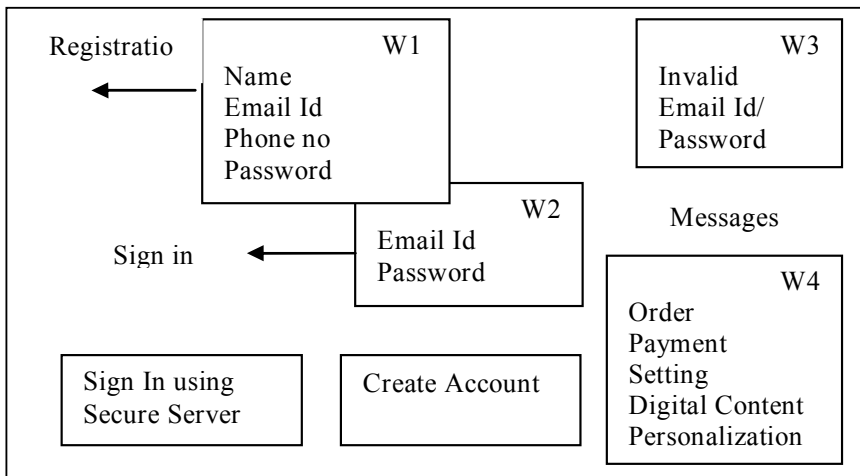 Registratio
W1
Name
Email Id
Phone no
Password
W3
Invalid
Email Id/
Password
W2
Email Id
Password
Sign in
Messages
W4
Order
Payment
Setting
Digital Content
Personalization
Sign In using
Secure Server
Create Account